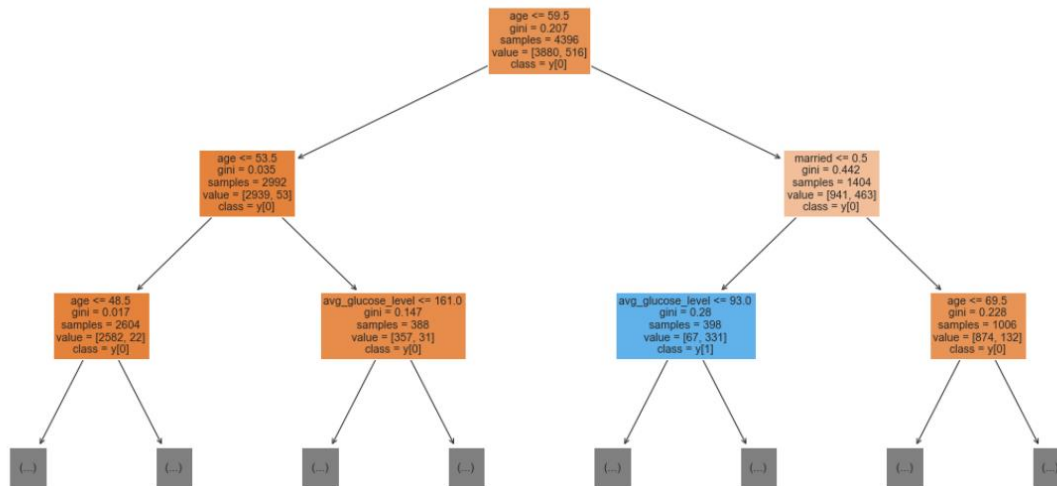 age <= 59.5
gini = 0.207
samples = 4396
value = [3880, 516]
class = y[0]
age <= 53.5
gini = 0.035
samples = 2992
value = [2939, 53]
class = y[0]
married <= 0.5
gini = 0.442
samples = 1404
value = [941, 463]
class = y[0]
age <= 48.5
gini = 0.017
samples = 2604
value = [2582, 22]
class = y[0]
avg_glucose_level <= 161.0
gini = 0.147
samples = 388
value = [357, 31]
class = y[0]
avg_glucose_level <= 93.0
gini = 0.28
samples = 398
value = [67, 331]
class = y[1]
age <= 69.5
gini = 0.228
samples = 1006
value = [874, 132]
class = y[0]
(...)
(...)
(...)
(...)
(...)
(...)
(...)
(...)